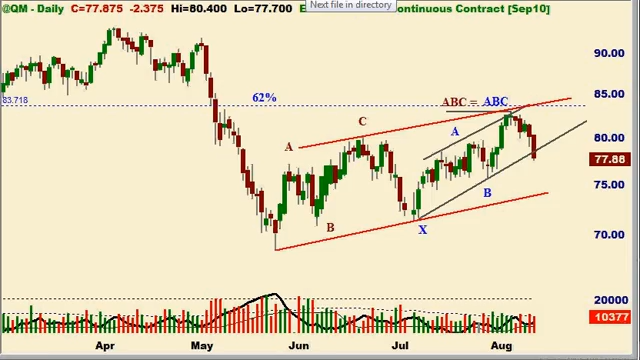 @QM - Daily C=77.875 -2.375 Hi=80.400 Lo=77.700 E
Next file in directory
ontinuous Contract [Sep10]
90.00
85.00
80.00
77.88
75.00
70.00
83.718
62%
ABC = ABC
A
C
A
B
B
X
20000
10377
Apr
May
Jun
Jul
Aug